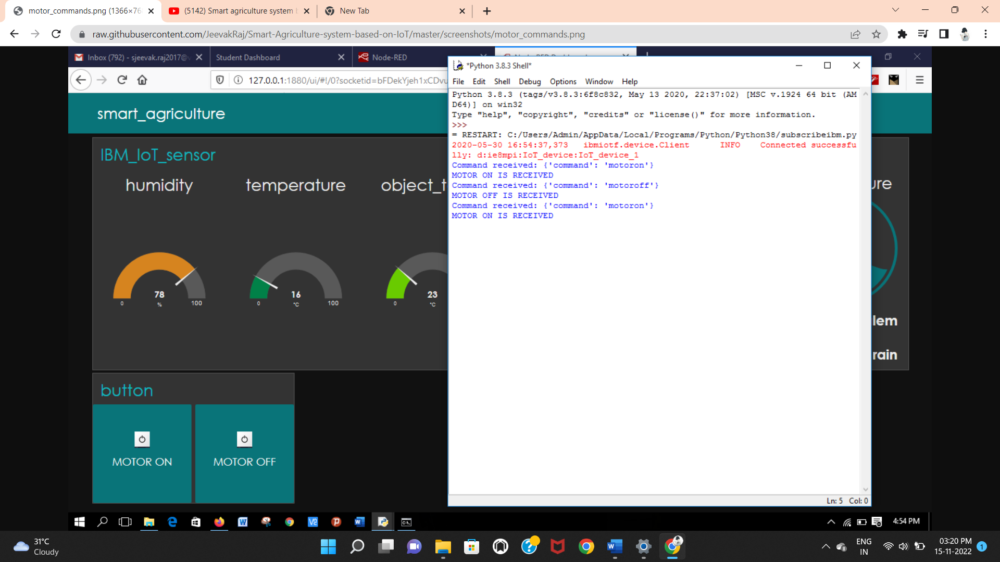 motor_commands.png (1366×76
(5142) Smart agriculture system b
New Tab
raw.githubusercontent.com/JeevakRaj/Smart-Agriculture-system-based-on-IoT/master/screenshots/motor_commands.png
Inbox (792) - sjeevak.raj2017@v
Student Dashboard
Node-RED
127.0.0.1:1880/ui/#!/0?socketid=bFDekYjeh1xCDvu
smart_agriculture
IBM_IoT_sensor
humidity
temperature
object_t
ure
78
%
0
100
16
°C
0
100
23
°C
0
lem
rain
button
MOTOR ON
MOTOR OFF
*Python 3.8.3 Shell*
File Edit Shell Debug Options Window Help
Python 3.8.3 (tags/v3.8.3:6f8c832, May 13 2020, 22:37:02) [MSC v.1924 64 bit (AM
D64)] on win32
Type "help", "copyright", "credits" or "license()" for more information.
>>>
= RESTART: C:/Users/Admin/AppData/Local/Programs/Python/Python38/subscribeibm.py
2020-05-30 16:54:37,373 ibmiotf.device.Client INFO Connected successfu
lly: d:ie8mpi:IoT_device:IoT_device_1
Command received: {'command': 'motoron'}
MOTOR ON IS RECEIVED
Command received: {'command': 'motoroff'}
MOTOR OFF IS RECEIVED
Command received: {'command': 'motoron'}
MOTOR ON IS RECEIVED
Ln: 5 Col: 0
4:54 PM
31°C
Cloudy
ENG
IN
03:20 PM
15-11-2022
1